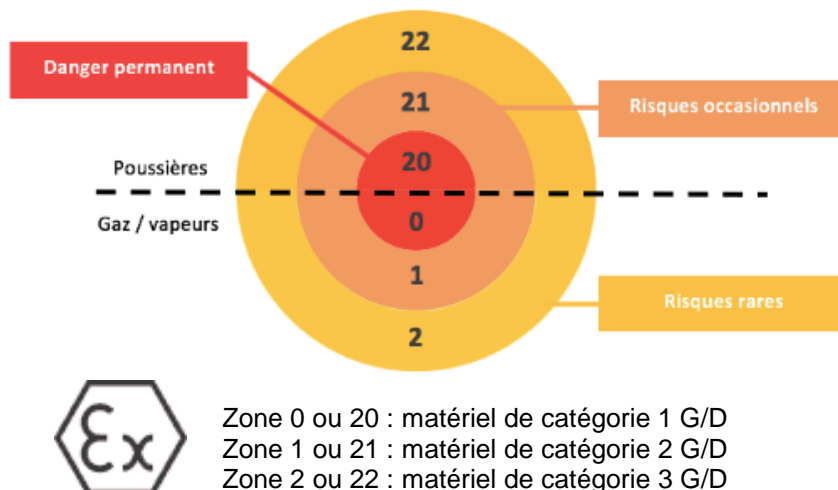 22
Danger permanent
21
Risques occasionnels
20
Poussières
Gaz / vapeurs
0
1
Risques rares
2
Ex
Zone 0 ou 20 : matériel de catégorie 1 G/D
Zone 1 ou 21 : matériel de catégorie 2 G/D
Zone 2 ou 22 : matériel de catégorie 3 G/D